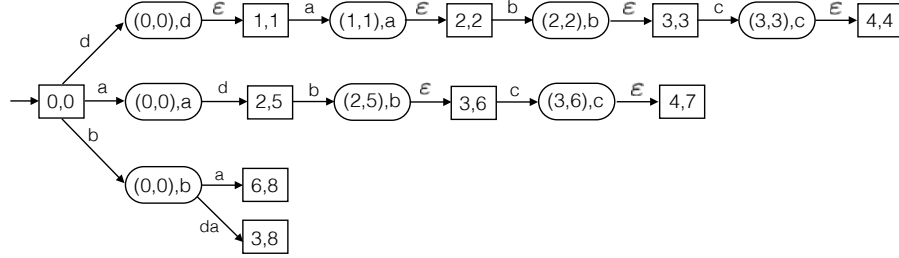 d (0,0),d ε 1,1 a (1,1),a ε 2,2 b (2,2),b ε 3,3 c (3,3),c ε 4,4
0,0 a (0,0),a d 2,5 b (2,5),b ε 3,6 c (3,6),c ε 4,7
b (0,0),b a 6,8
da 3,8